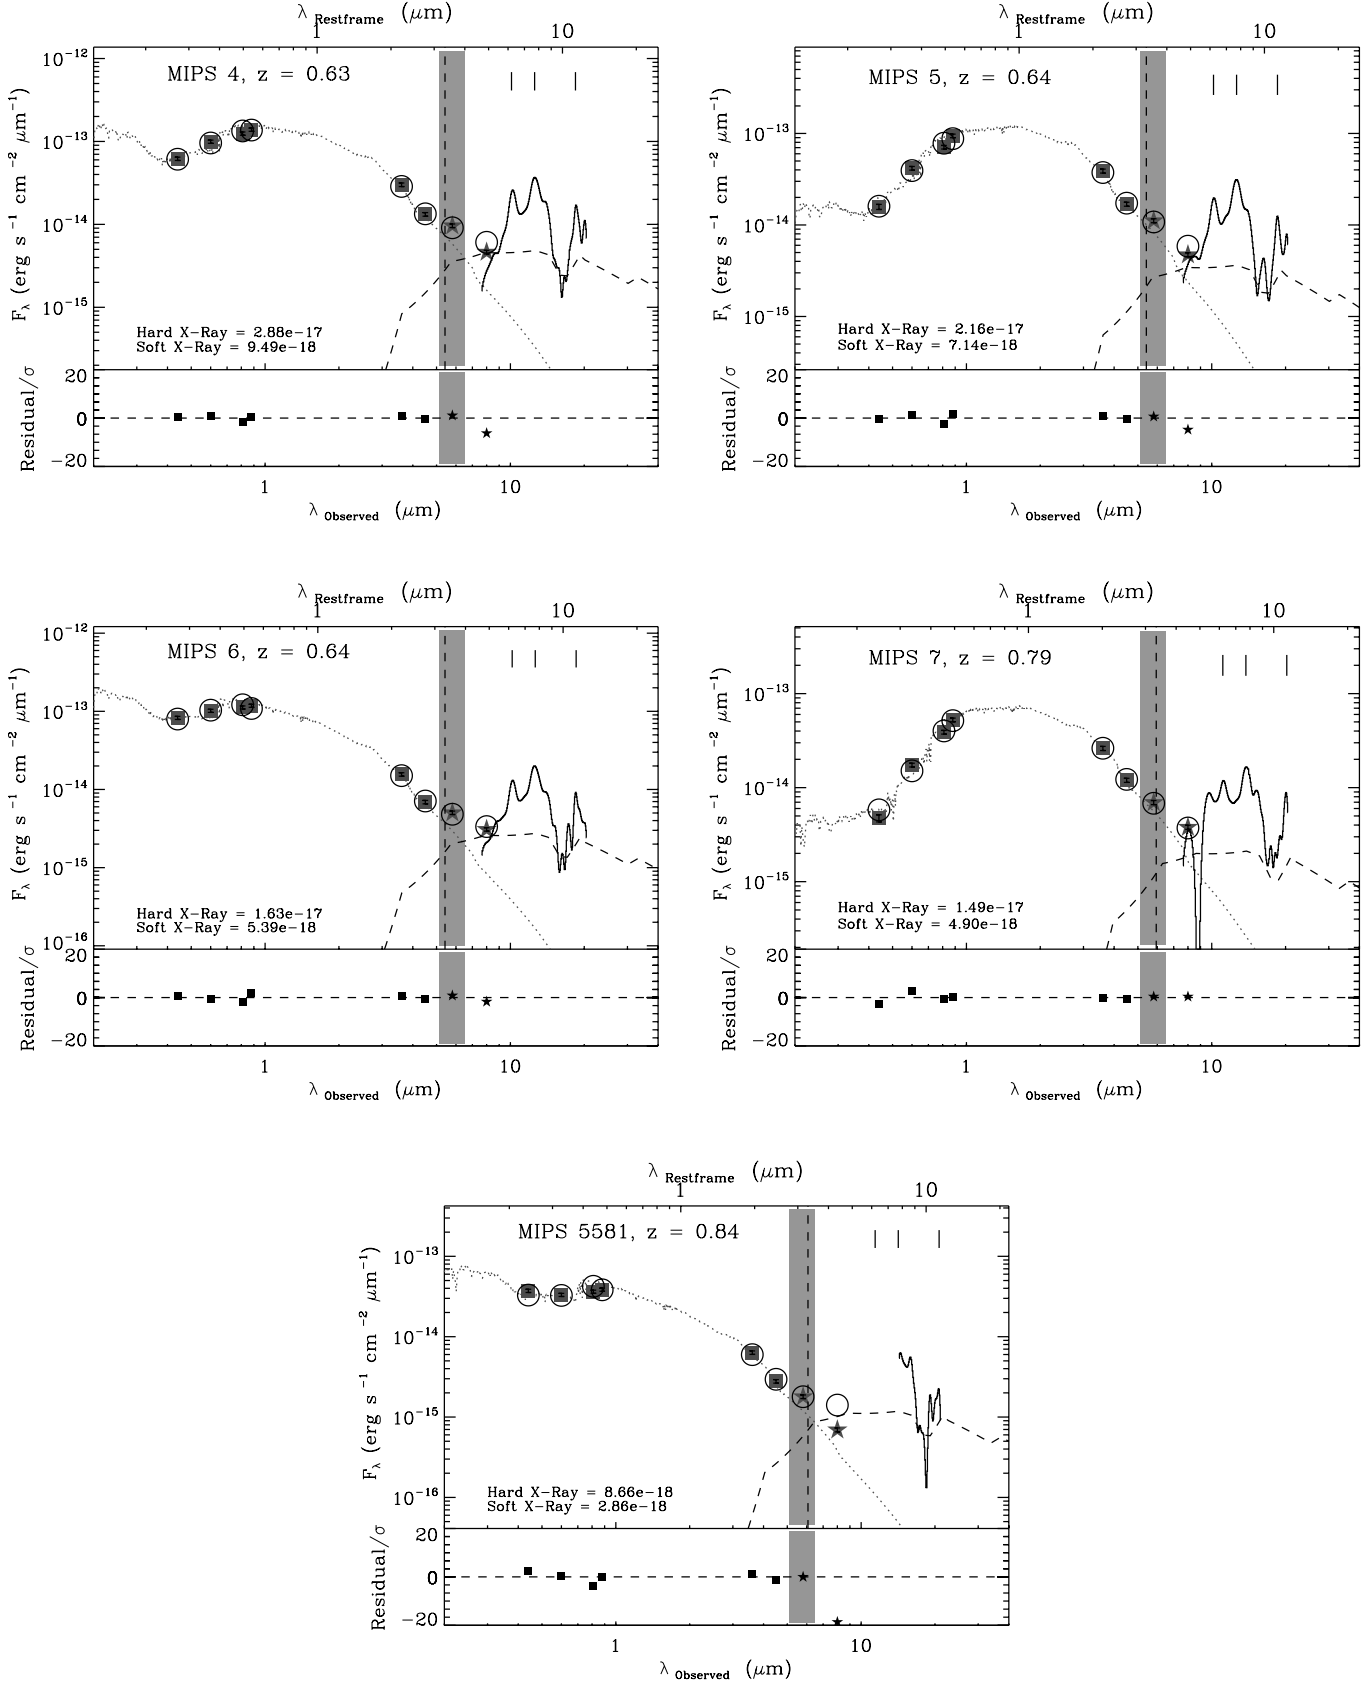 λ Restframe (μm)
1 10
MIPS 4, z = 0.63
F_λ (erg s⁻¹ cm⁻² μm⁻¹)
10⁻¹²
10⁻¹³
10⁻¹⁴
10⁻¹⁵
Hard X-Ray = 2.88e-17
Soft X-Ray = 9.49e-18
Residual/σ
20
0
-20
1 10
λ Observed (μm)
λ Restframe (μm)
1 10
MIPS 5, z = 0.64
F_λ (erg s⁻¹ cm⁻² μm⁻¹)
10⁻¹³
10⁻¹⁴
10⁻¹⁵
Hard X-Ray = 2.16e-17
Soft X-Ray = 7.14e-18
Residual/σ
20
0
-20
1 10
λ Observed (μm)
λ Restframe (μm)
1 10
MIPS 6, z = 0.64
F_λ (erg s⁻¹ cm⁻² μm⁻¹)
10⁻¹²
10⁻¹³
10⁻¹⁴
10⁻¹⁵
10⁻¹⁶
Hard X-Ray = 1.63e-17
Soft X-Ray = 5.39e-18
Residual/σ
20
0
-20
1 10
λ Observed (μm)
λ Restframe (μm)
1 10
MIPS 7, z = 0.79
F_λ (erg s⁻¹ cm⁻² μm⁻¹)
10⁻¹³
10⁻¹⁴
10⁻¹⁵
Hard X-Ray = 1.49e-17
Soft X-Ray = 4.90e-18
Residual/σ
20
0
-20
1 10
λ Observed (μm)
λ Restframe (μm)
1 10
MIPS 5581, z = 0.84
F_λ (erg s⁻¹ cm⁻² μm⁻¹)
10⁻¹³
10⁻¹⁴
10⁻¹⁵
10⁻¹⁶
Hard X-Ray = 8.66e-18
Soft X-Ray = 2.86e-18
Residual/σ
20
0
-20
1 10
λ Observed (μm)